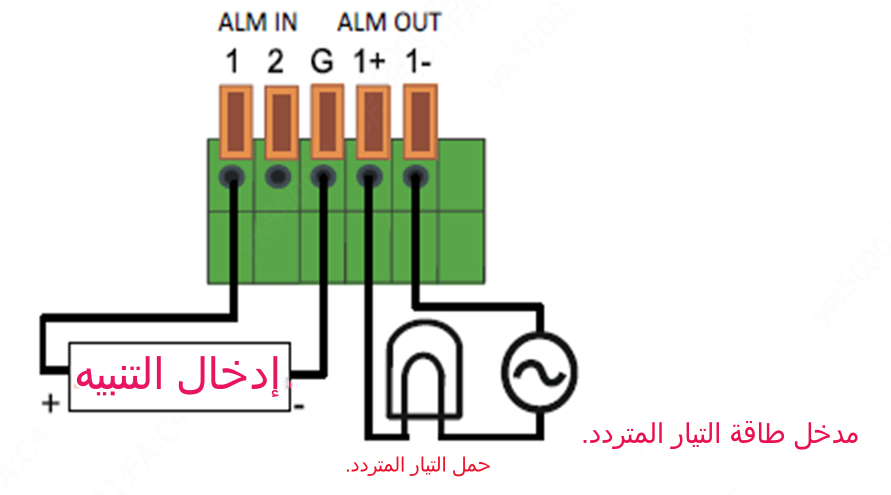 ALM IN ALM OUT
1 2 G 1+ 1-
إدخال التنبيه
+ -
مدخل طاقة التيار المتردد.
حمل التيار المتردد.